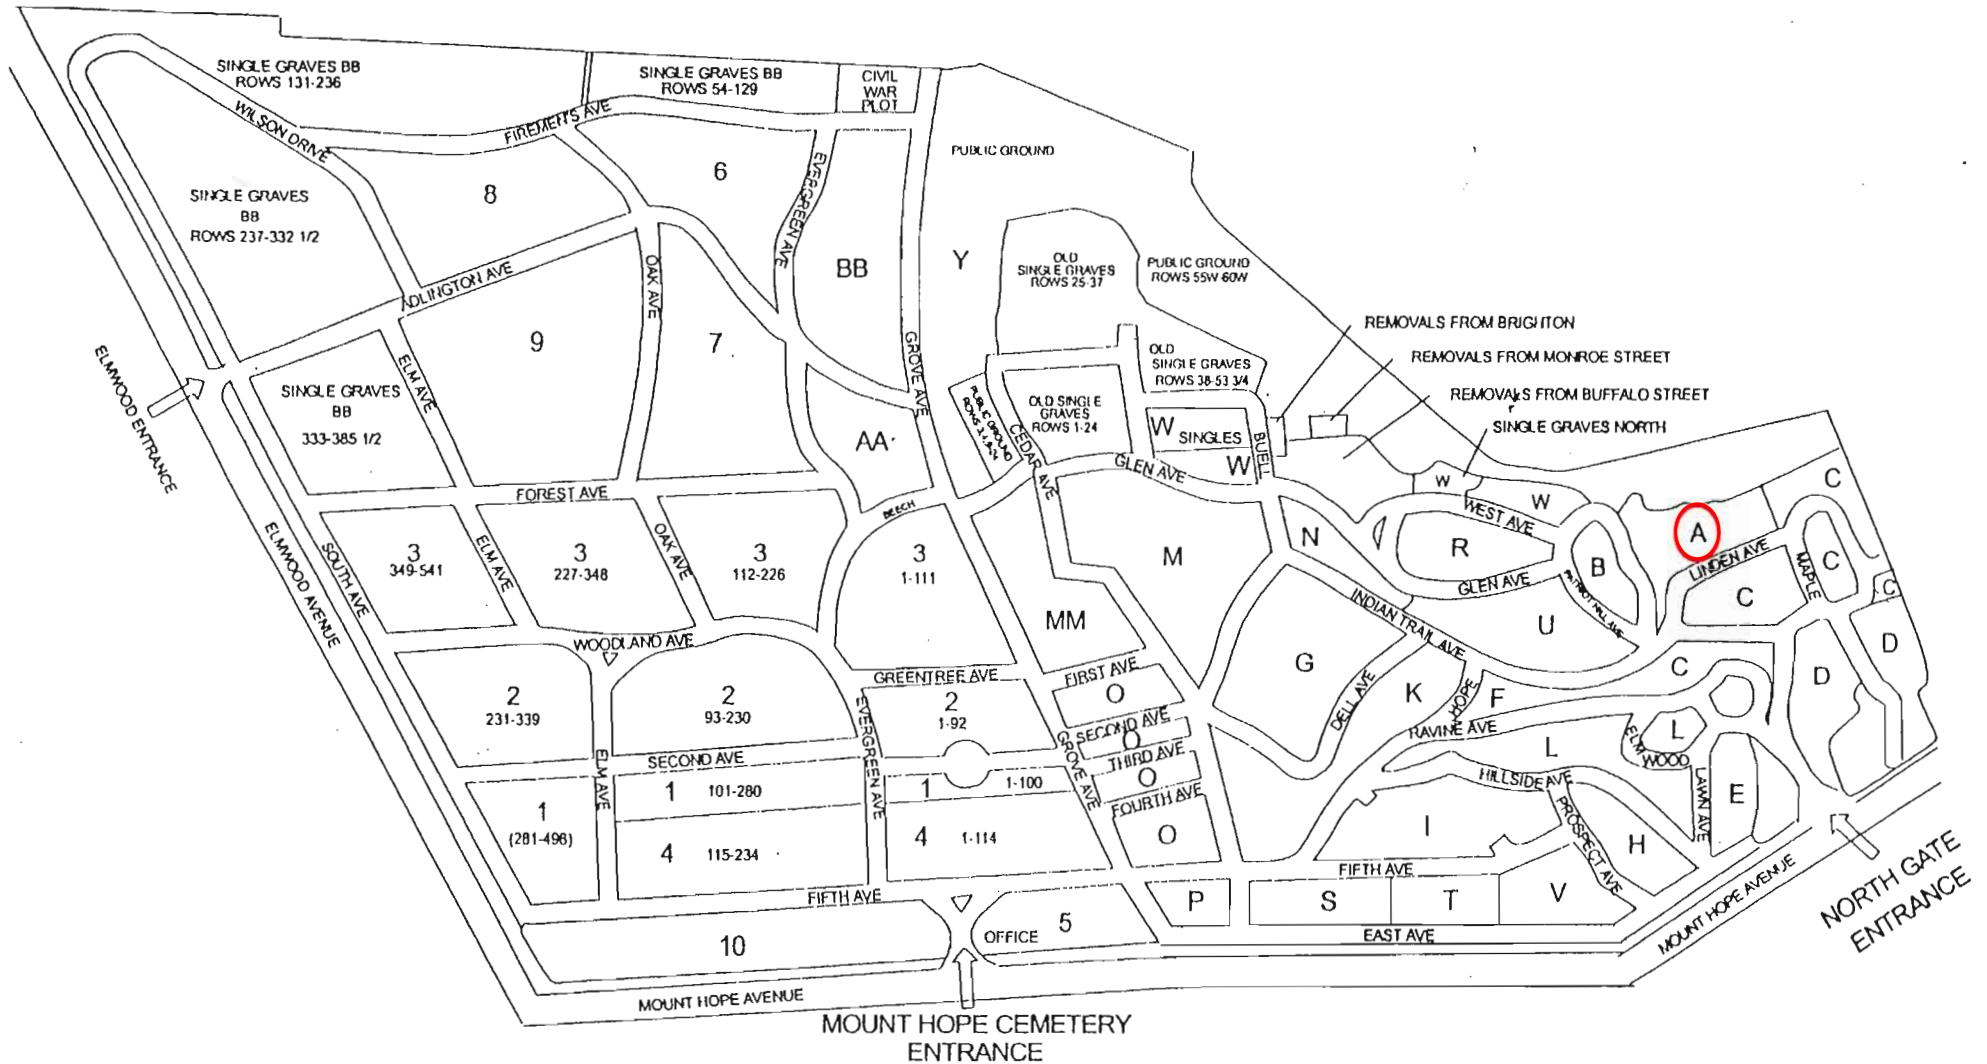 SINGLE GRAVES BB
ROWS 131-236
SINGLE GRAVES BB
ROWS 54-129
CIVIL
WAR
PLOT
WILSON DRIVE
FIREMEN'S AVE
PUBLIC GROUND
6
8
EVERGREEN AVE
SINGLE GRAVES
BB
ROWS 237-332 1/2
BB
Y
OLD
SINGLE GRAVES
ROWS 25-37
PUBLIC GROUND
ROWS 55W-60W
ADLINGTON AVE
OAK AVE
9
7
GROVE AVE
REMOVALS FROM BRIGHTON
REMOVALS FROM MONROE STREET
REMOVALS FROM BUFFALO STREET
SINGLE GRAVES NORTH
OLD
SINGLE GRAVES
ROWS 38-53 3/4
ELMWOOD ENTRANCE
ELM AVE
SINGLE GRAVES
BB
333-385 1/2
PUBLIC GROUND
CEDAR AVE
OLD SINGLE
GRAVES
ROWS 1-24
W
SINGLES
W
BUELL
AA
GLEN AVE
W
W
WEST AVE
C
A
LINDEN AVE
MAPLE
C
C
FOREST AVE
BEECH
ELMWOOD AVENUE
SOUTH AVE
3
349-541
ELM AVE
3
227-348
OAK AVE
3
112-226
3
1-111
M
N
R
B
GLEN AVE
PATRIOT HILL AVE
C
INDIAN TRAIL AVE
U
MM
WOODLAND AVE
GREENTREE AVE
FIRST AVE
G
DELL AVE
K
HOPE
F
C
D
D
2
231-339
2
93-230
EVERGREEN AVE
2
1-92
O
SECOND AVE
O
GROVE AVE
THIRD AVE
O
FOURTH AVE
O
RAVINE AVE
L
ELMWOOD
L
HILLSIDE AVE
LAWN AVE
E
SECOND AVE
ELM AVE
1
(281-496)
1
101-280
1
1-100
4
115-234
4
1-114
I
PROSPECT AVE
H
FIFTH AVE
FIFTH AVE
P
S
T
V
EAST AVE
10
OFFICE
5
MOUNT HOPE AVENUE
MOUNT HOPE AVENUE
NORTH GATE
ENTRANCE
MOUNT HOPE CEMETERY
ENTRANCE